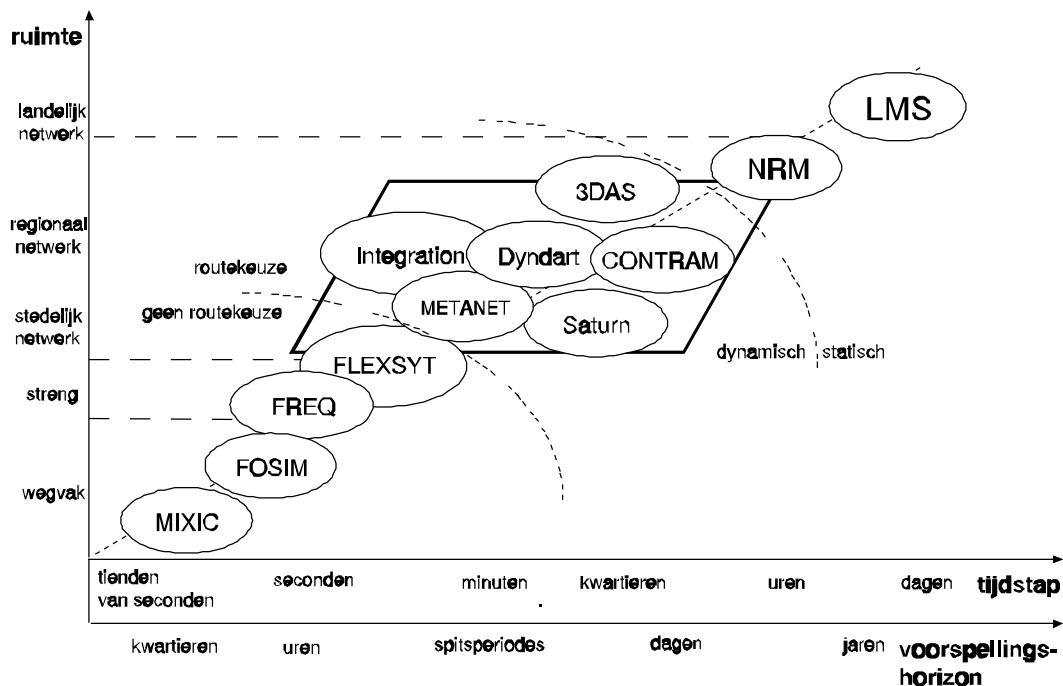 ruimte
landelijk
netwerk
LMS
NRM
3DAS
regionaal
netwerk
Integration
Dyndart
CONTRAM
routekeuze
geen routekeuze
METANET
Saturn
stedelijk
netwerk
dynamisch
statisch
FLEXSYT
streng
FREQ
FOSIM
wegvak
MIXIC
tienden
van seconden
seconden
minuten
kwartieren
uren
dagen
tijdstap
kwartieren
uren
spitsperiodes
dagen
jaren
voorspellings-
horizon